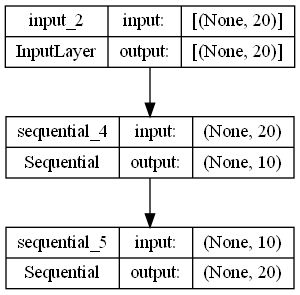 input_2 input: [(None, 20)]
InputLayer output: [(None, 20)]
sequential_4 input: (None, 20)
Sequential output: (None, 10)
sequential_5 input: (None, 10)
Sequential output: (None, 20)